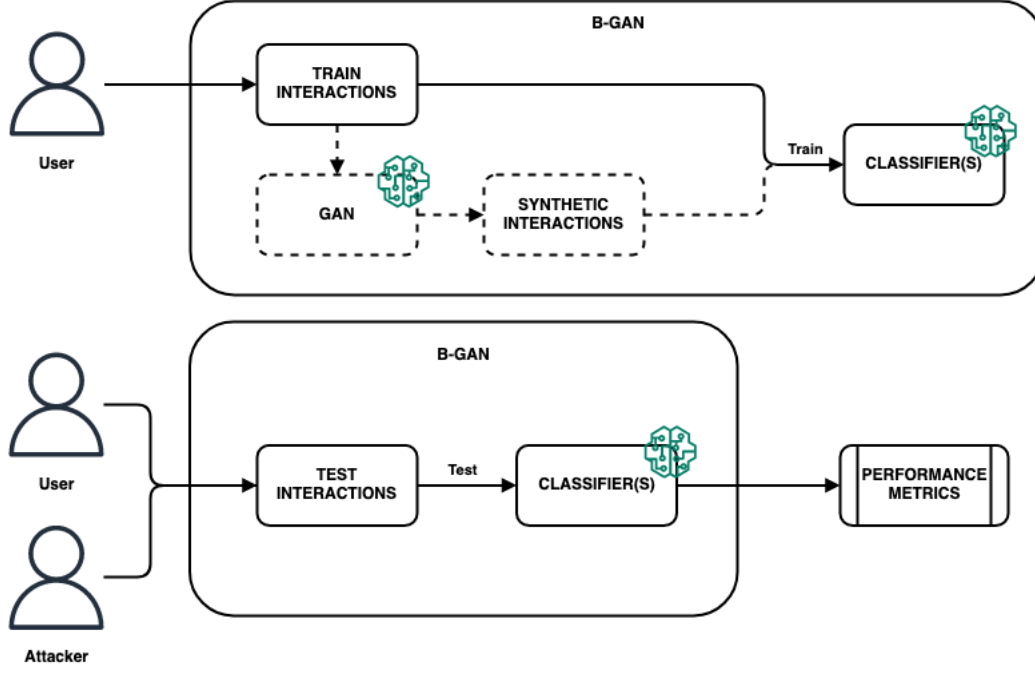 B-GAN
TRAIN
INTERACTIONS
User
Train
CLASSIFIER(S)
GAN
SYNTHETIC
INTERACTIONS
B-GAN
User
TEST
INTERACTIONS
Test
CLASSIFIER(S)
PERFORMANCE
METRICS
Attacker